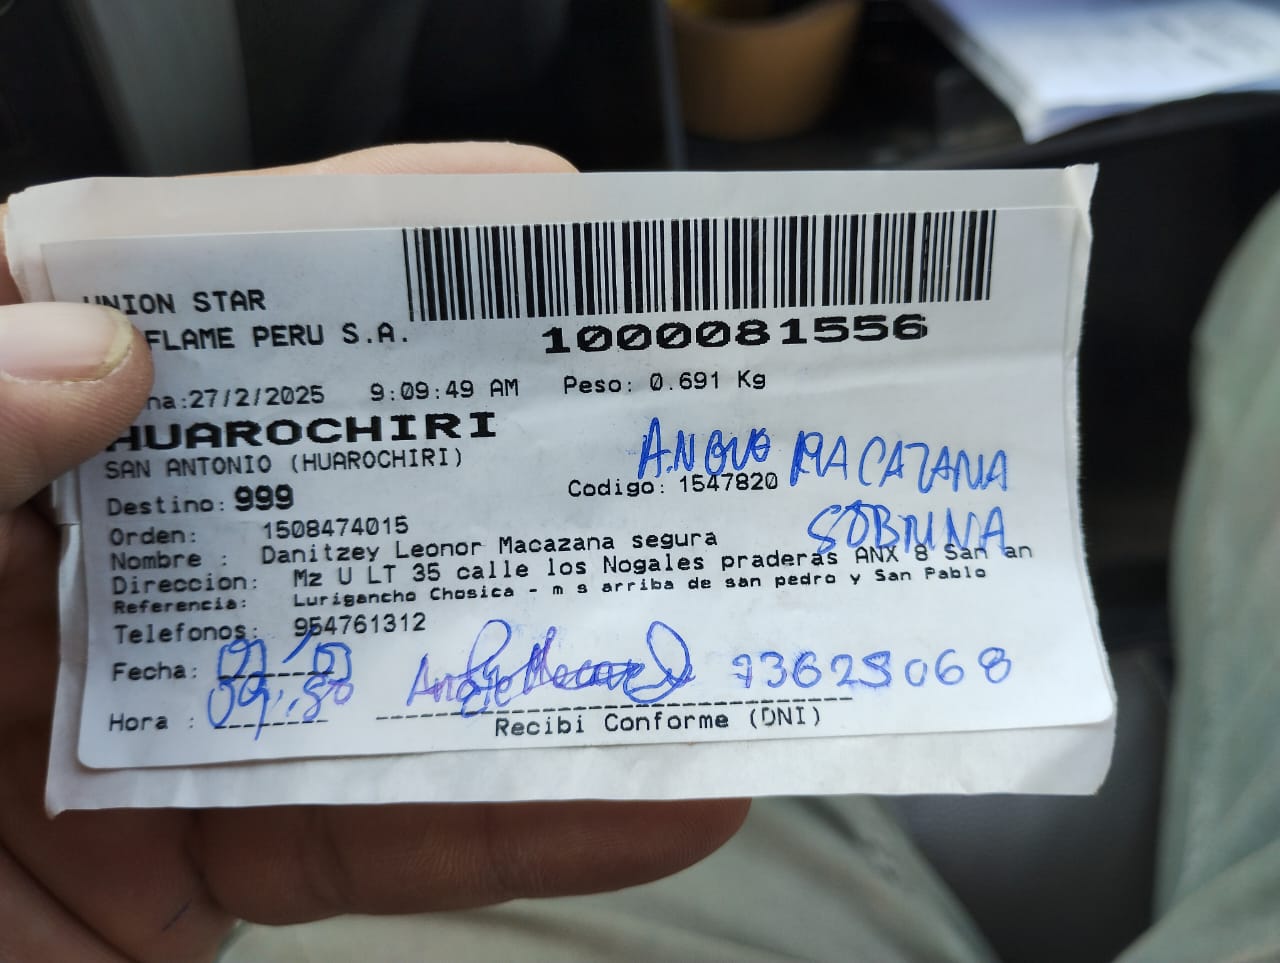 UNION STAR
FLAME PERU S.A.
1000081556
na:27/2/2025 9:09:49 AM Peso: 0.691 Kg
HUAROCHIRI
SAN ANTONIO (HUAROCHIRI)
MACAZANA
Destino: 999 Codigo: 1547820
SOBRINA
Orden: 1508474015
Nombre : Danitzey Leonor Macazana segura
Direccion: Mz U LT 35 calle los Nogales praderas ANX 8 San an
Referencia: Lurigancho Chosica - m s arriba de san pedro y San Pablo
Telefonos: 954761312
Fecha:
Hora :
Recibi Conforme (DNI)